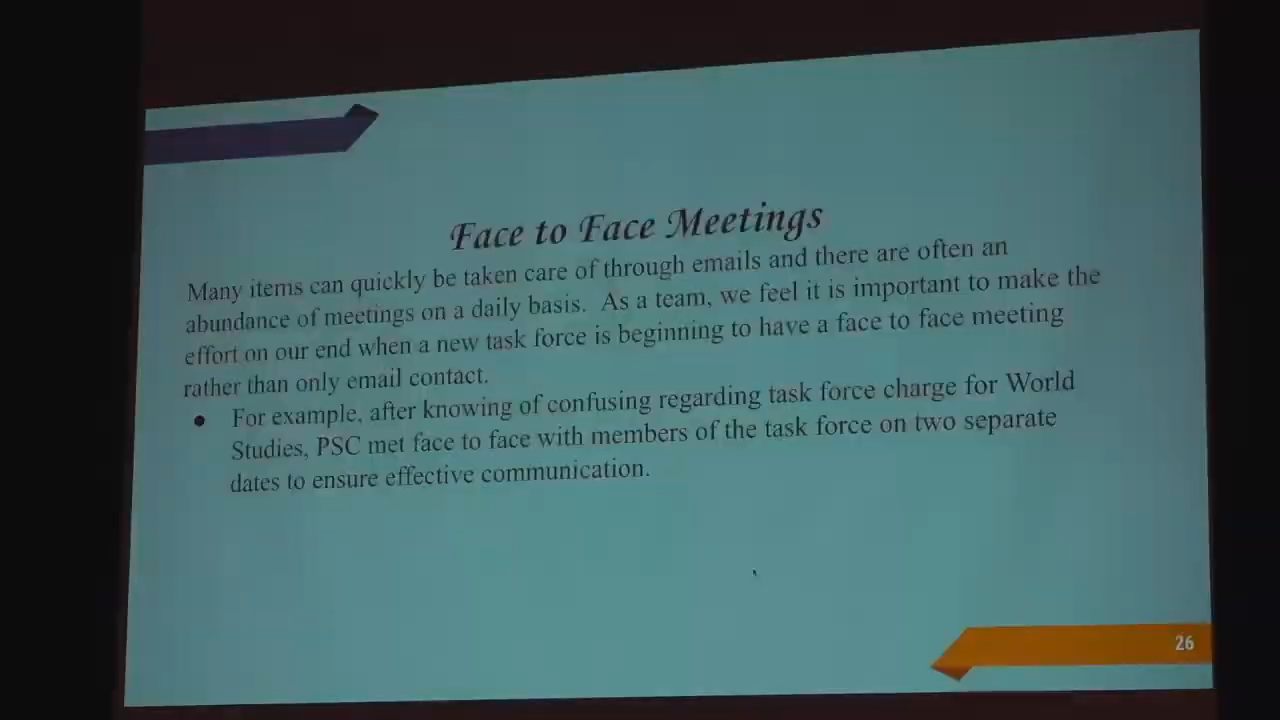 Face to Face Meetings
Many items can quickly be taken care of through emails and there are often an
abundance of meetings on a daily basis. As a team, we feel it is important to make the
effort on our end when a new task force is beginning to have a face to face meeting
rather than only email contact.
● For example, after knowing of confusing regarding task force charge for World
Studies, PSC met face to face with members of the task force on two separate
dates to ensure effective communication.
26